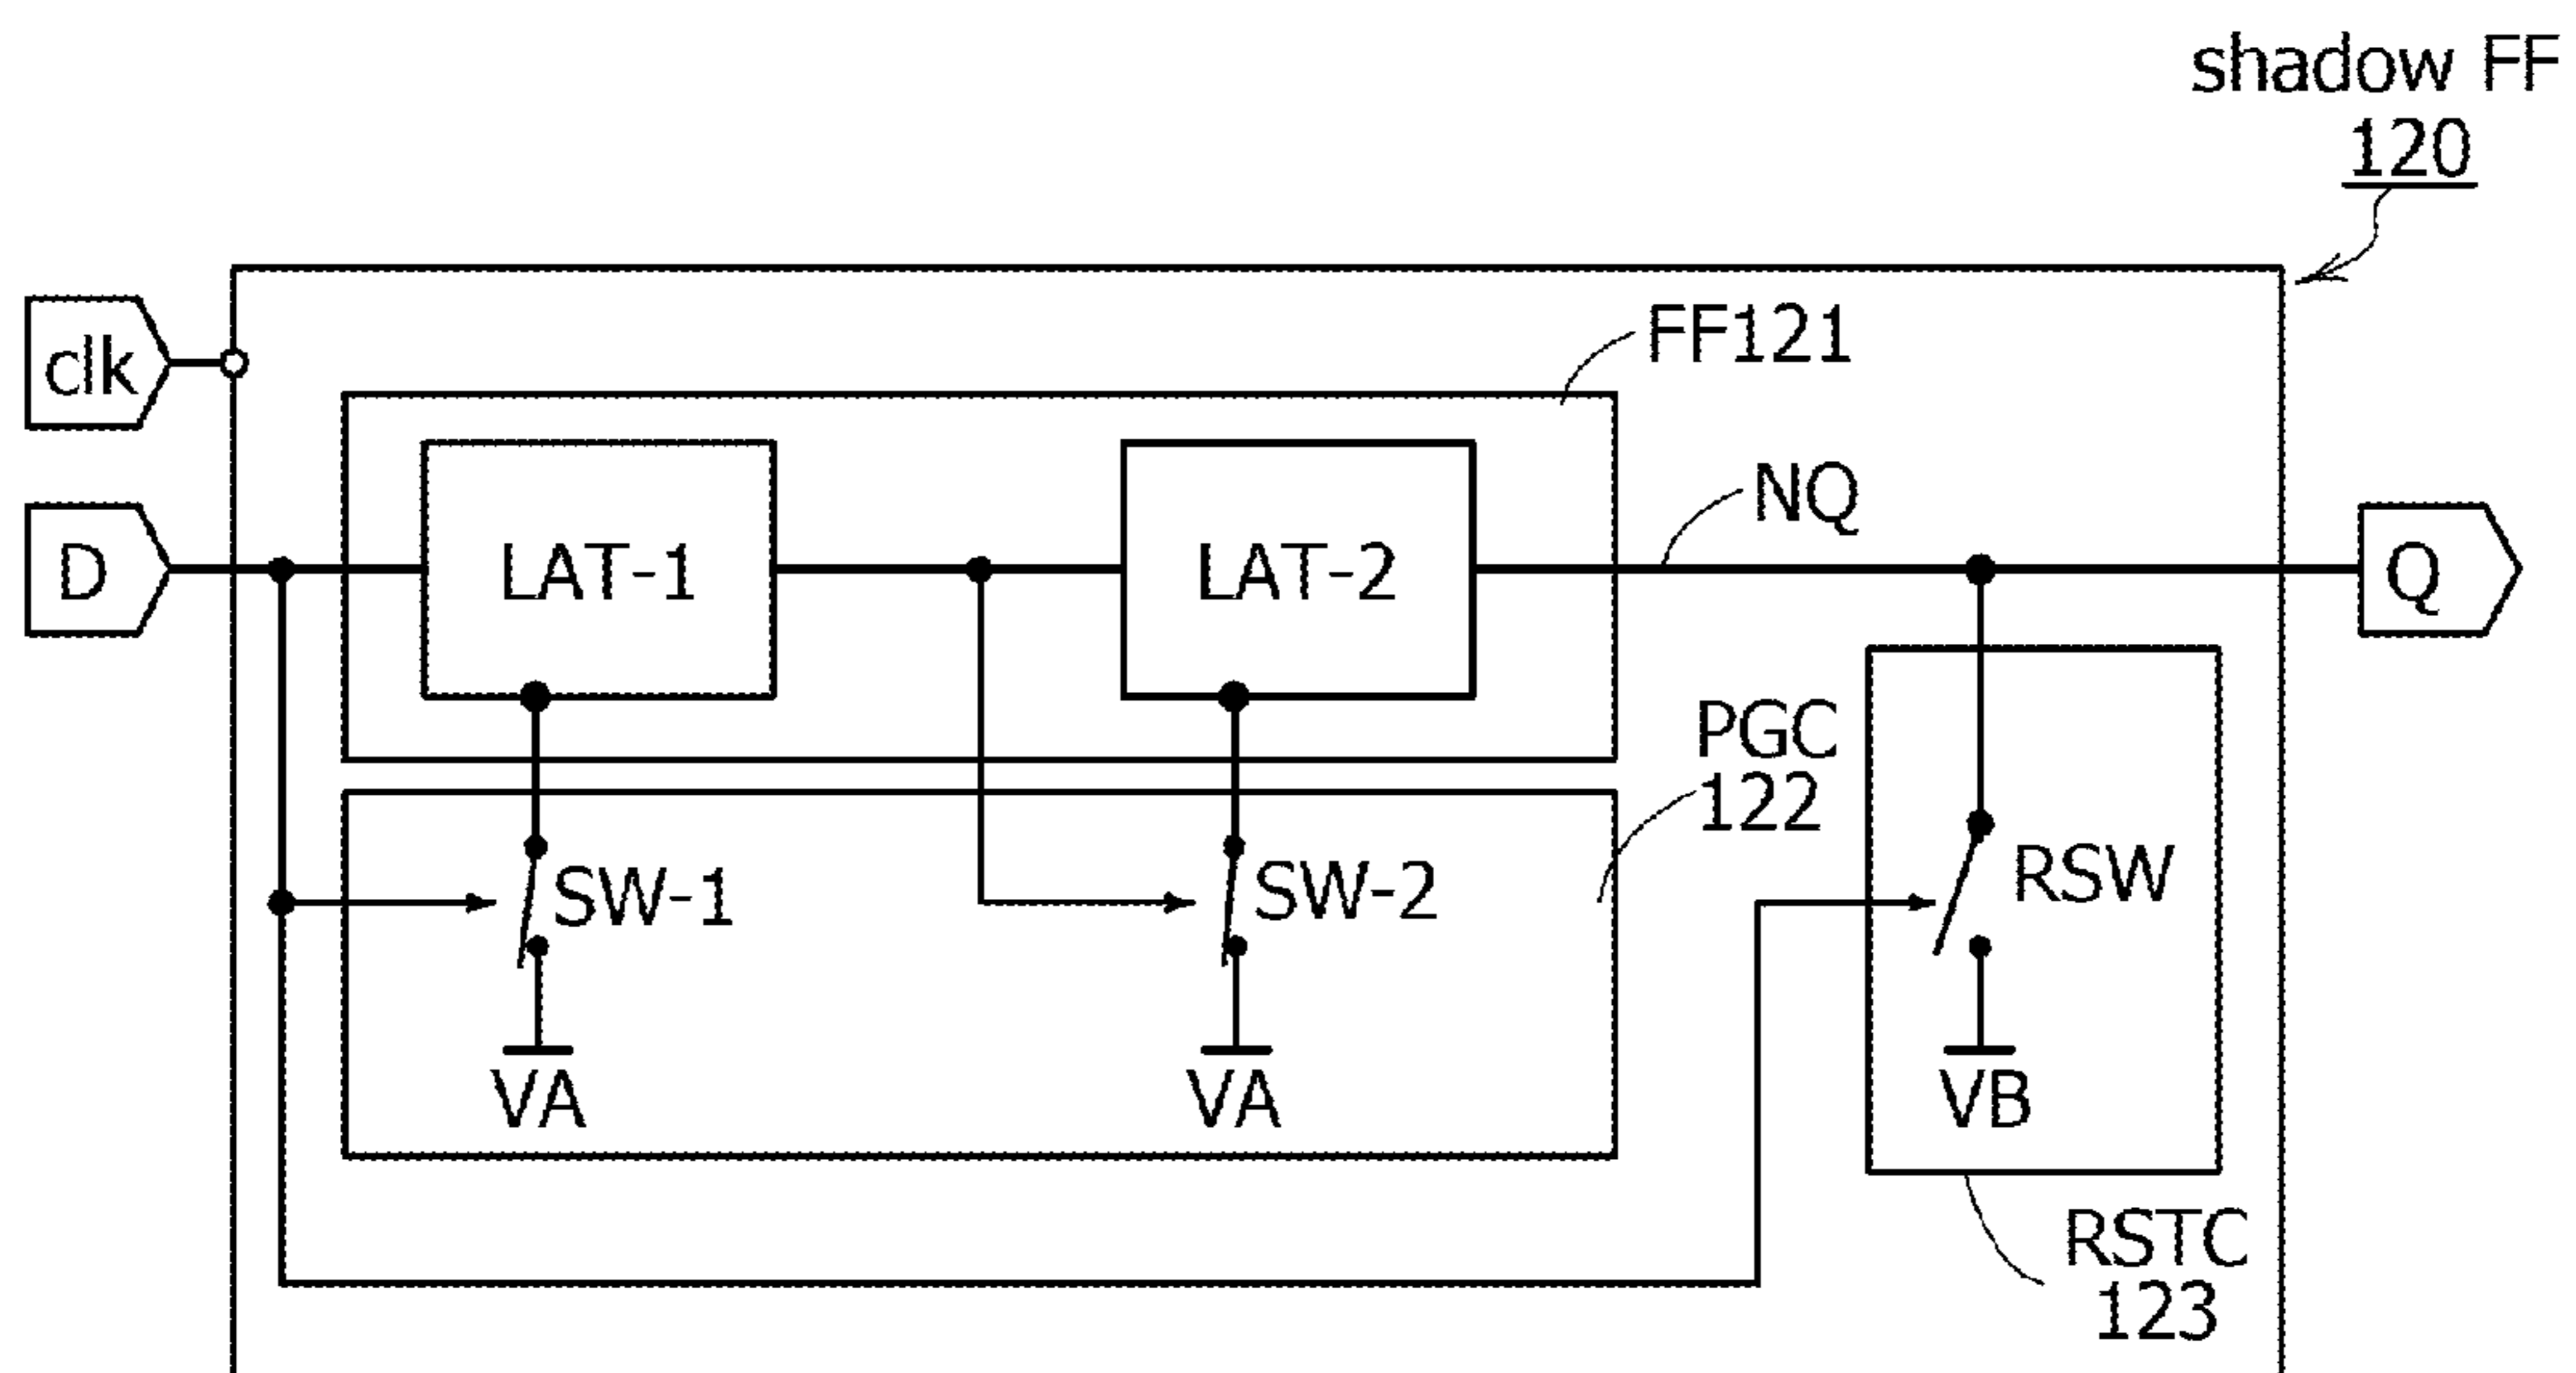 shadow FF
120
clk
FF121
D
LAT-1
LAT-2
NQ
Q
PGC
122
SW-1
SW-2
RSW
VA
VA
VB
RSTC
123